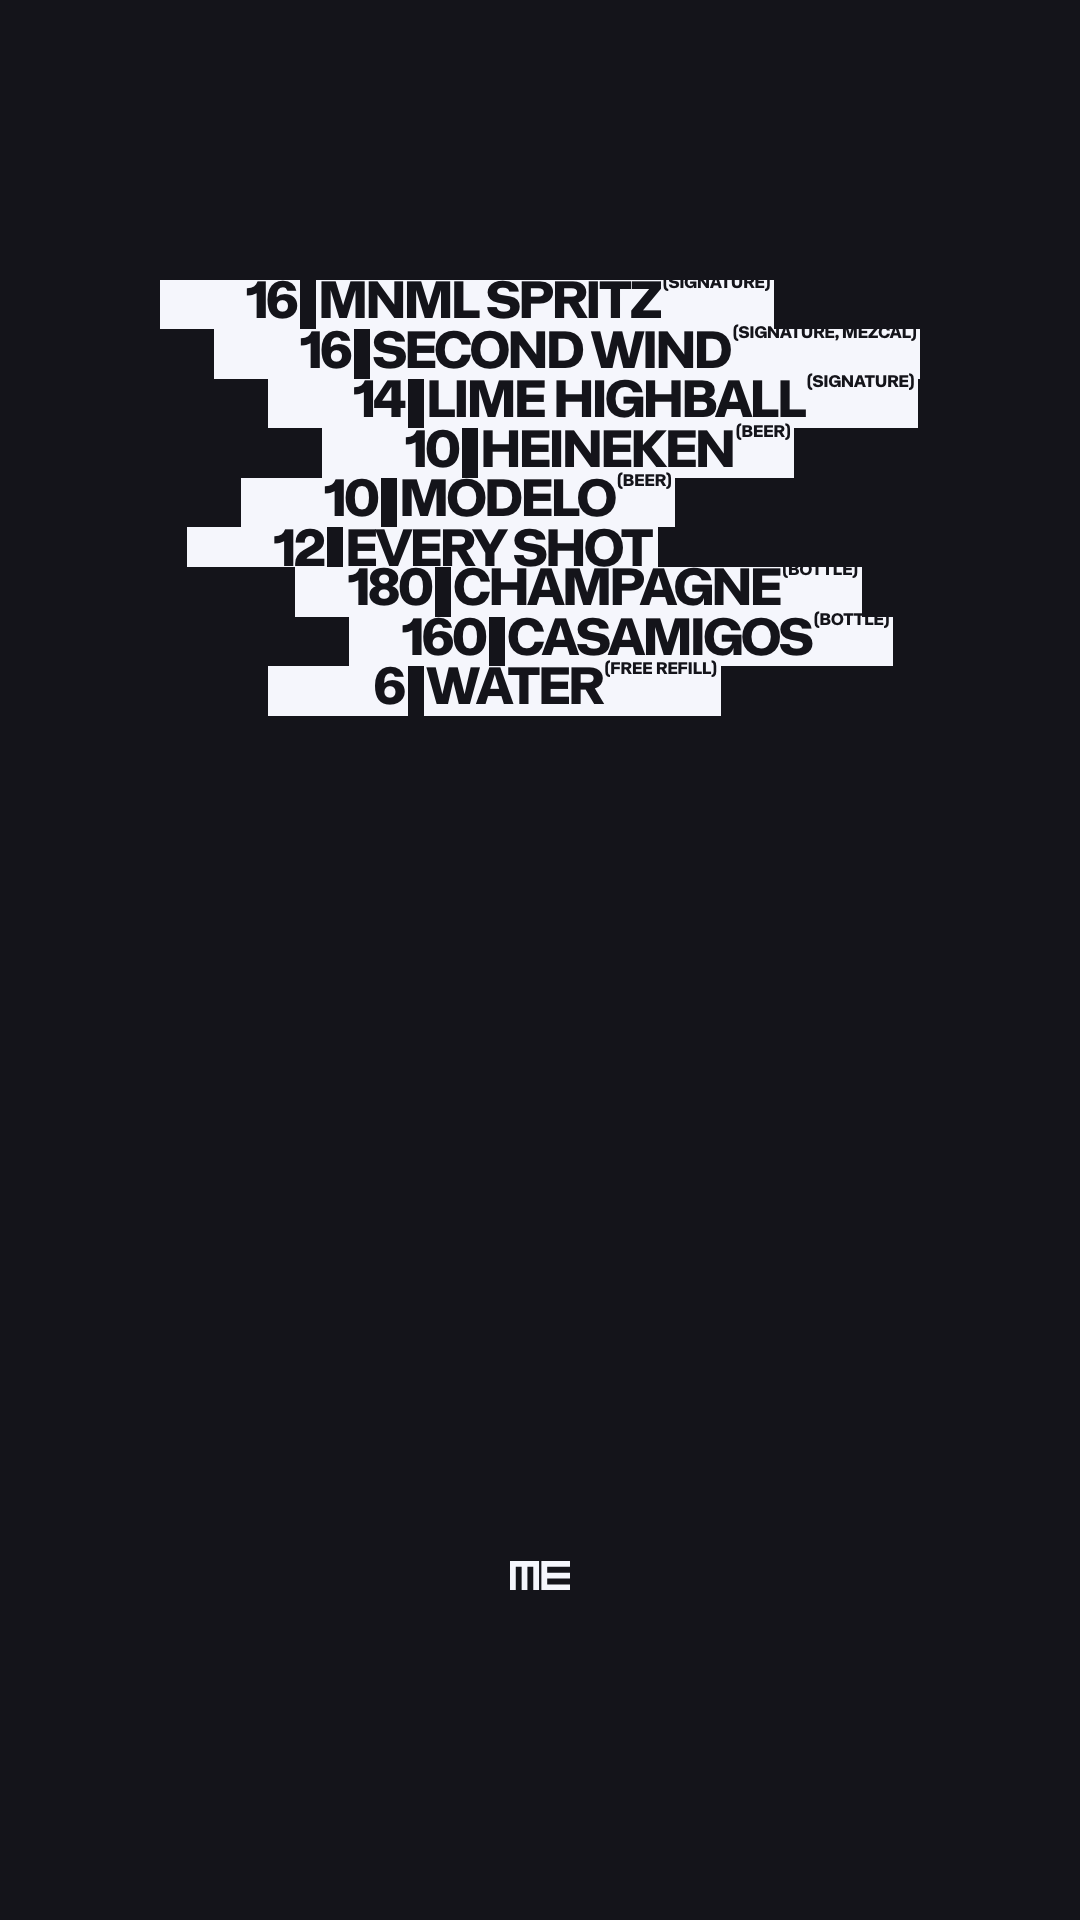 16 MNML SPRITZ (SIGNATURE)
16 SECOND WIND (SIGNATURE, MEZCAL)
14 LIME HIGHBALL (SIGNATURE)
10 HEINEKEN (BEER)
10 MODELO (BEER)
12 EVERY SHOT
180 CHAMPAGNE (BOTTLE)
160 CASAMIGOS (BOTTLE)
6 WATER (FREE REFILL)
ME